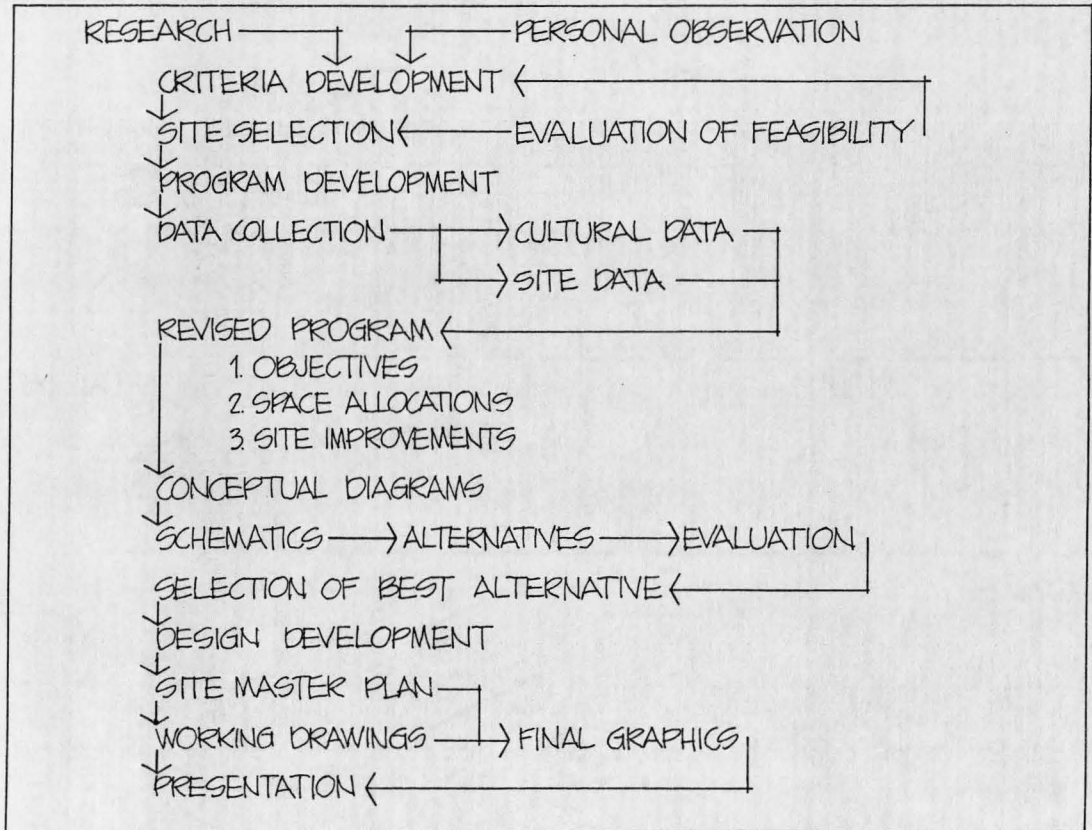 RESEARCH PERSONAL OBSERVATION
CRITERIA DEVELOPMENT
SITE SELECTION EVALUATION OF FEASIBILITY
PROGRAM DEVELOPMENT
DATA COLLECTION CULTURAL DATA
SITE DATA
REVISED PROGRAM
1. OBJECTIVES
2. SPACE ALLOCATIONS
3. SITE IMPROVEMENTS
CONCEPTUAL DIAGRAMS
SCHEMATICS ALTERNATIVES EVALUATION
SELECTION OF BEST ALTERNATIVE
DESIGN DEVELOPMENT
SITE MASTER PLAN
WORKING DRAWINGS FINAL GRAPHICS
PRESENTATION